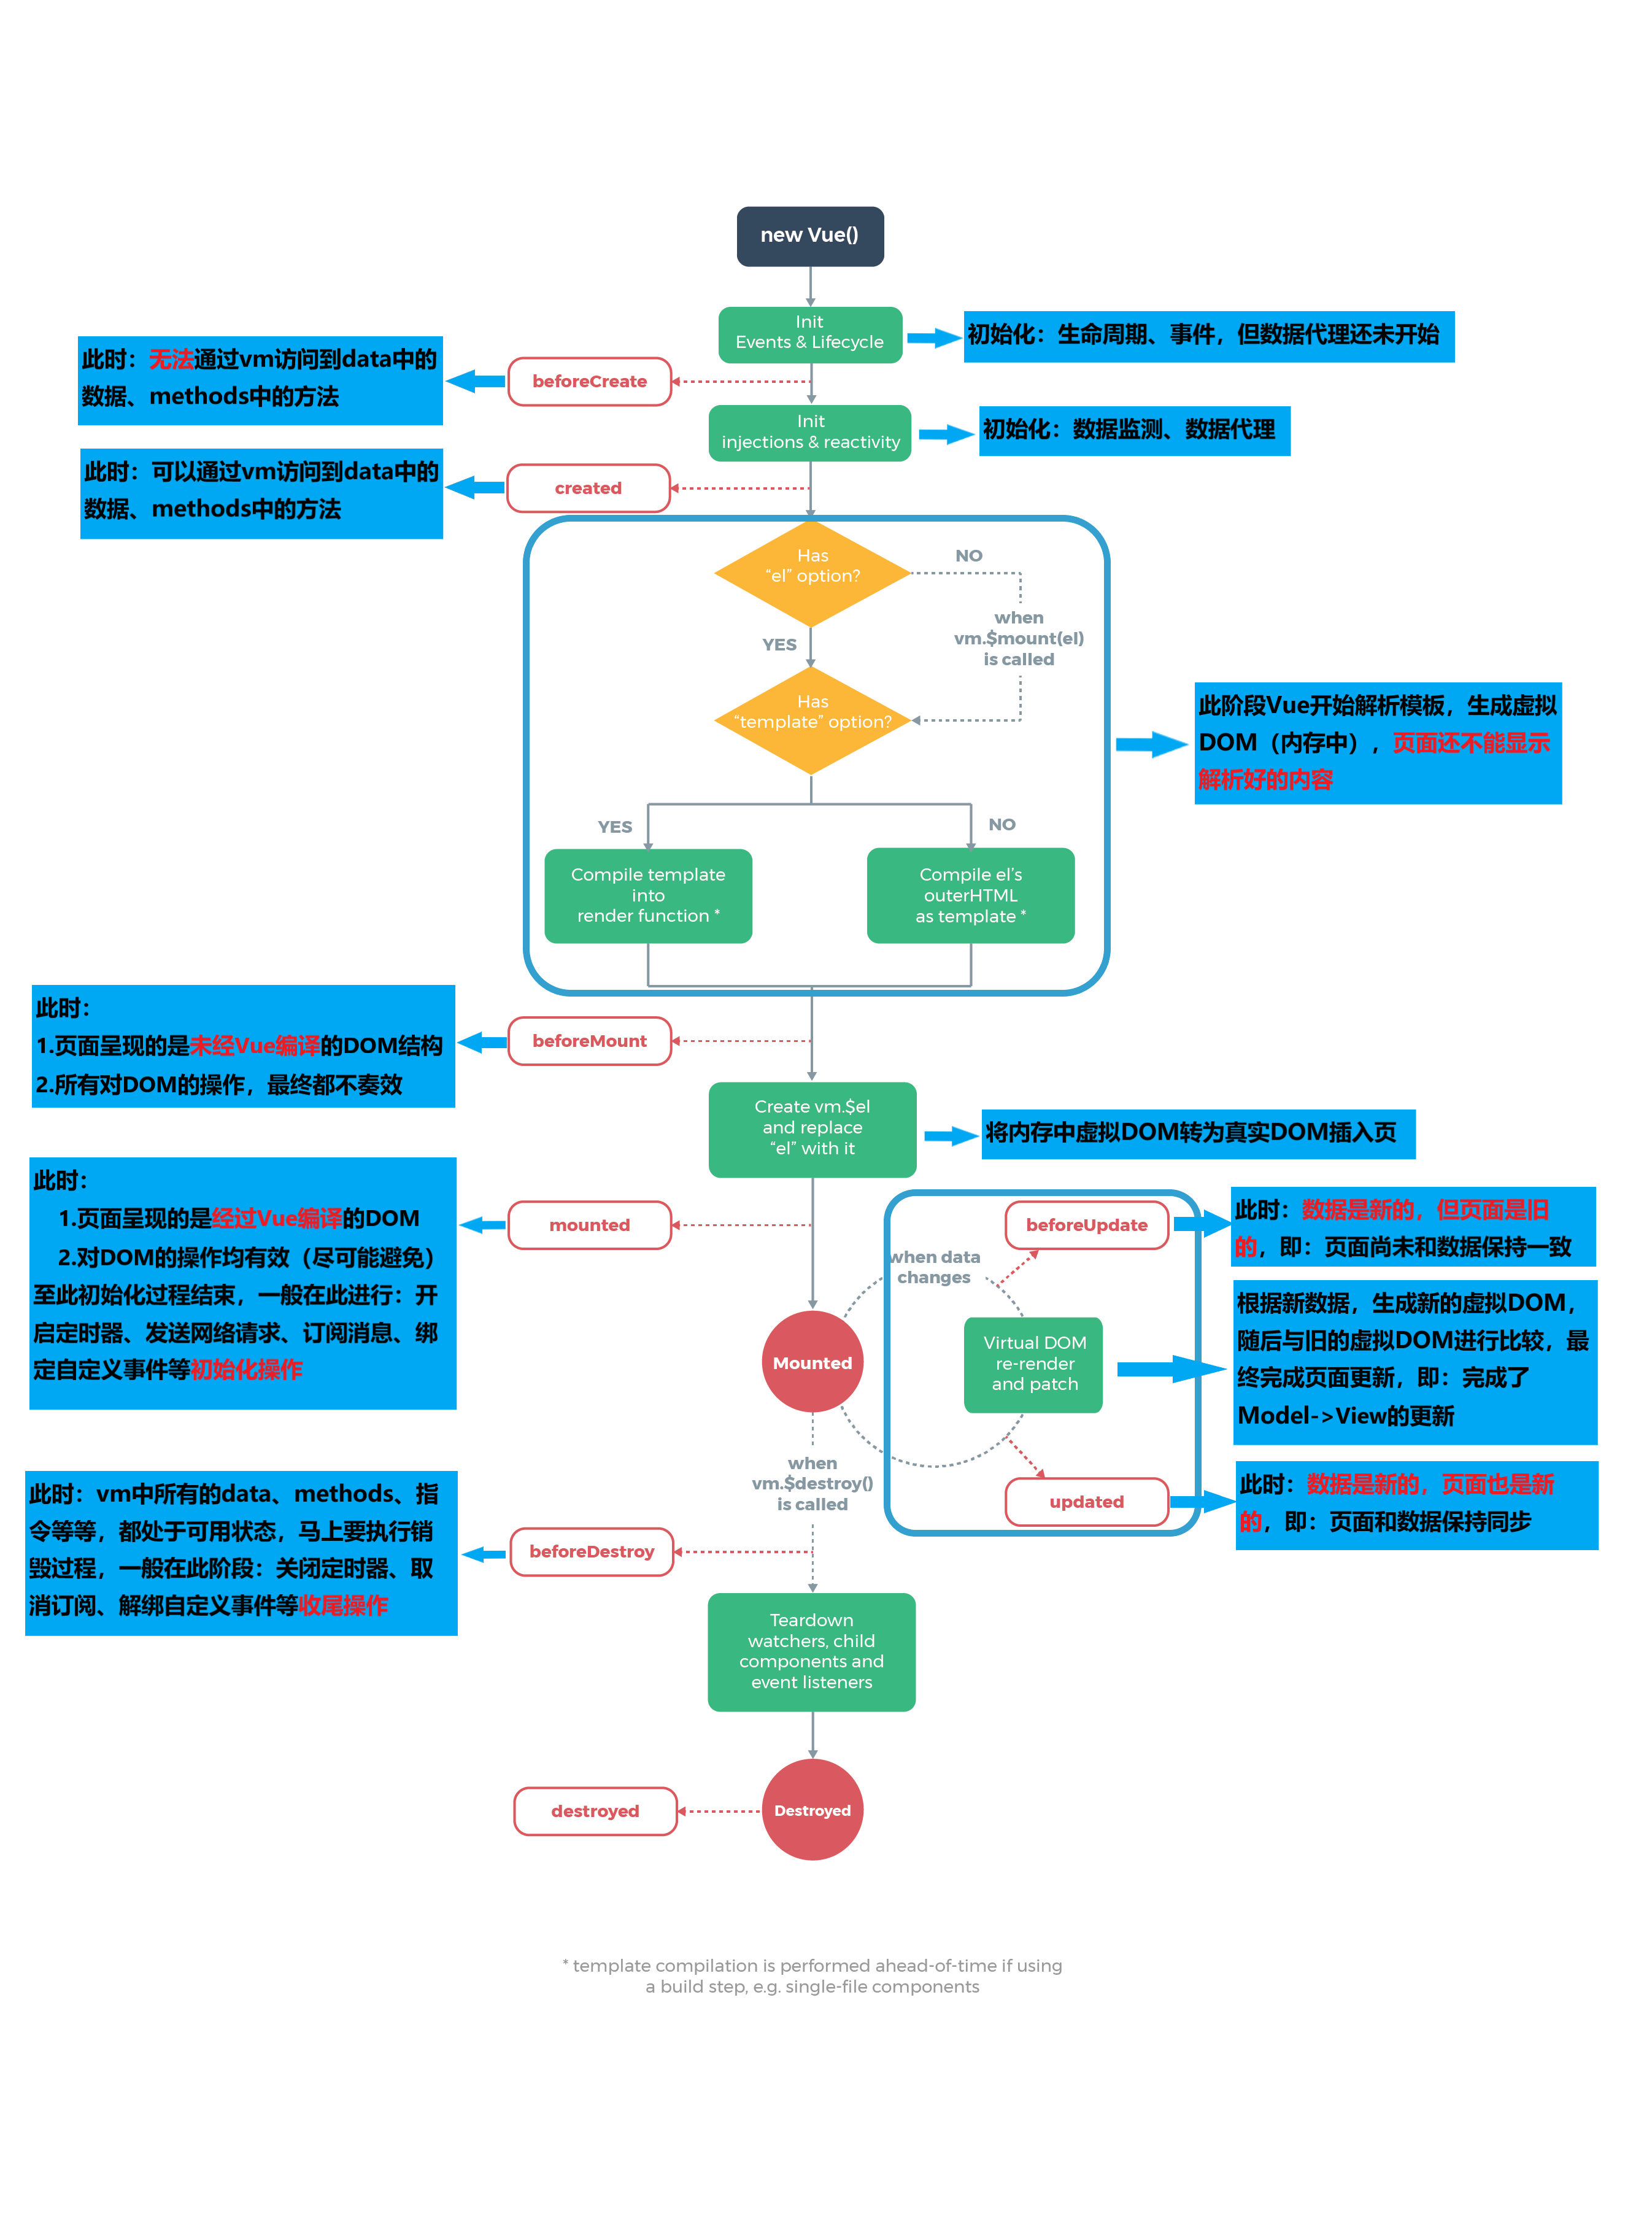 new Vue()
Init
Events & Lifecycle
初始化：生命周期、事件，但数据代理还未开始
此时：无法通过vm访问到data中的
数据、methods中的方法
beforeCreate
Init
injections & reactivity
初始化：数据监测、数据代理
此时：可以通过vm访问到data中的
数据、methods中的方法
created
Has
“el” option?
NO
when
vm.$mount(el)
is called
YES
Has
“template” option?
此阶段Vue开始解析模板，生成虚拟
DOM（内存中），页面还不能显示
解析好的内容
YES
NO
Compile template
into
render function *
Compile el’s
outerHTML
as template *
此时：
1.页面呈现的是未经Vue编译的DOM结构
2.所有对DOM的操作，最终都不奏效
beforeMount
Create vm.$el
and replace
“el” with it
将内存中虚拟DOM转为真实DOM插入页
此时：
1.页面呈现的是经过Vue编译的DOM
2.对DOM的操作均有效（尽可能避免）
至此初始化过程结束，一般在此进行：开
启定时器、发送网络请求、订阅消息、绑
定自定义事件等初始化操作
mounted
beforeUpdate
此时：数据是新的，但页面是旧
的，即：页面尚未和数据保持一致
when data
changes
Mounted
Virtual DOM
re-render
and patch
根据新数据，生成新的虚拟DOM，
随后与旧的虚拟DOM进行比较，最
终完成页面更新，即：完成了
Model->View的更新
when
vm.$destroy()
is called
updated
此时：数据是新的，页面也是新
的，即：页面和数据保持同步
此时：vm中所有的data、methods、指
令等等，都处于可用状态，马上要执行销
毁过程，一般在此阶段：关闭定时器、取
消订阅、解绑自定义事件等收尾操作
beforeDestroy
Teardown
watchers, child
components and
event listeners
destroyed
Destroyed
* template compilation is performed ahead-of-time if using
a build step, e.g. single-file components